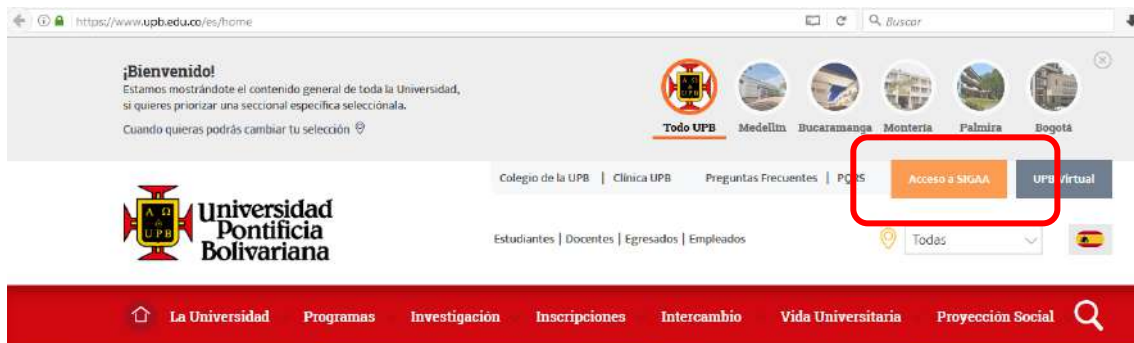 https://www.upb.edu.co/es/home
Buscar
¡Bienvenido!
Estamos mostrándote el contenido general de toda la Universidad,
si quieres priorizar una seccional específica selecciónala.
Cuando quieras podrás cambiar tu selección
Todo UPB Medellín Bucaramanga Montería Palmira Bogotá
Colegio de la UPB | Clínica UPB Preguntas Frecuentes | PQRS Acceso a SIGAA UPB Virtual
Α Ω
UPB
Universidad
Pontificia
Bolivariana
Estudiantes | Docentes | Egresados | Empleados
Todas
La Universidad Programas Investigación Inscripciones Intercambio Vida Universitaria Proyección Social